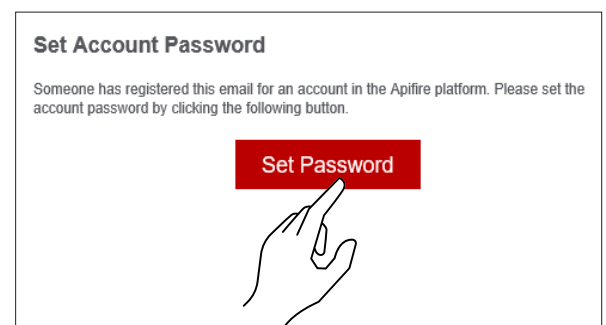 Set Account Password
Someone has registered this email for an account in the Apifire platform. Please set the
account password by clicking the following button.
Set Password